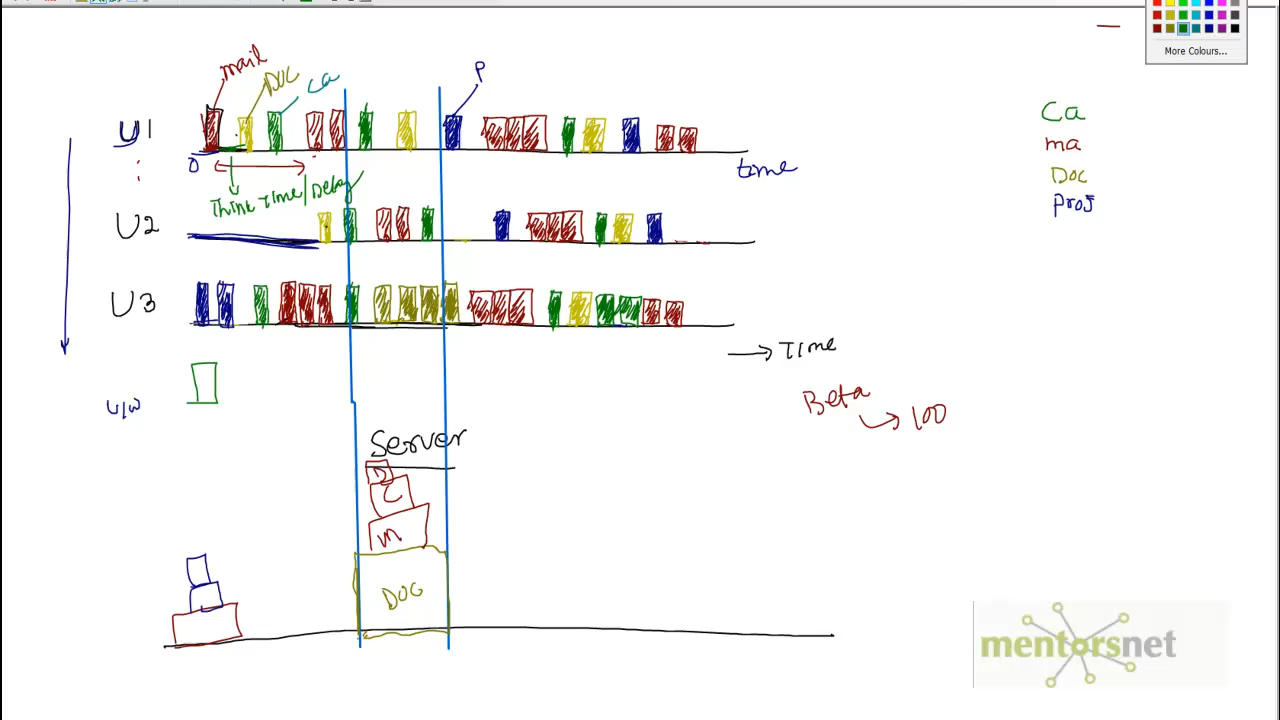 More Colours...
mail
DOC
Ca
P
U1
0
time
Think Time/Delay
Ca
ma
DOC
Proj
U2
U3
Time
Beta
100
Server
D
C
M
DOC
mentorsnet